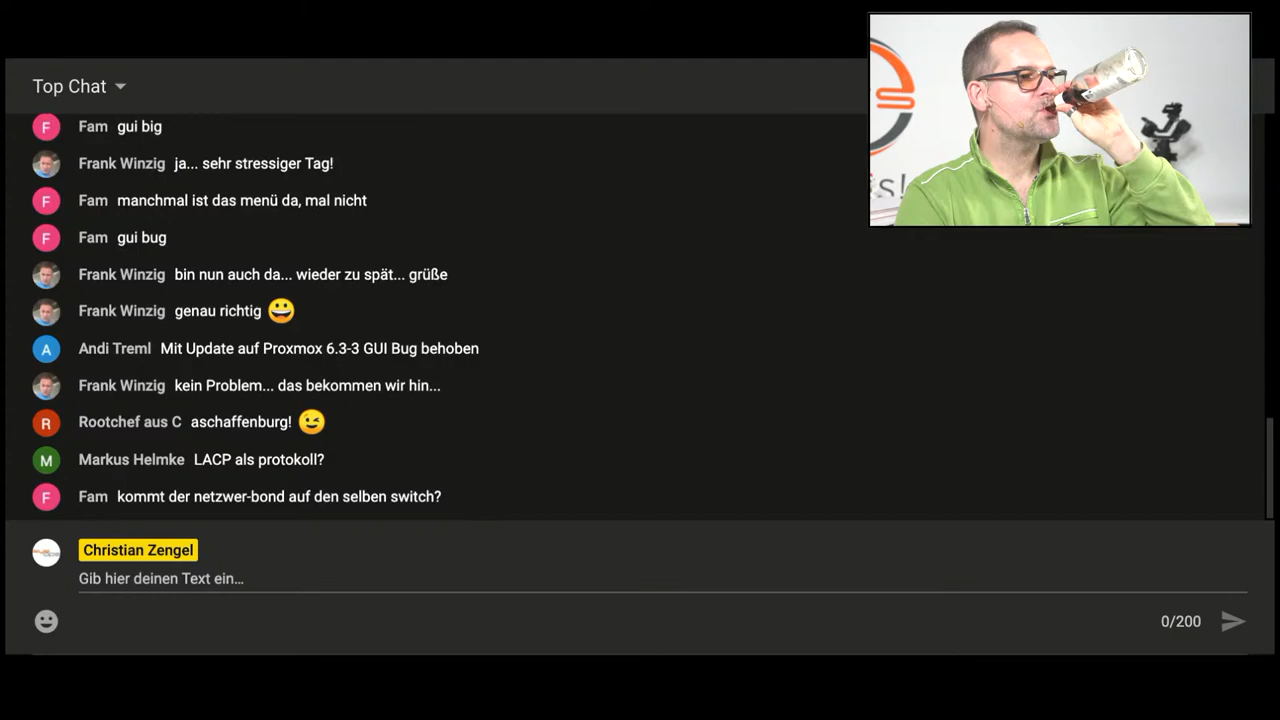 Top Chat
Fam gui big
Frank Winzig ja... sehr stressiger Tag!
Fam manchmal ist das menü da, mal nicht
Fam gui bug
Frank Winzig bin nun auch da... wieder zu spät... grüße
Frank Winzig genau richtig 😀
Andi Treml Mit Update auf Proxmox 6.3-3 GUI Bug behoben
Frank Winzig kein Problem... das bekommen wir hin...
Rootchef aus C aschaffenburg! 😉
Markus Helmke LACP als protokoll?
Fam kommt der netzwer-bond auf den selben switch?
Christian Zengel
Gib hier deinen Text ein…
0/200